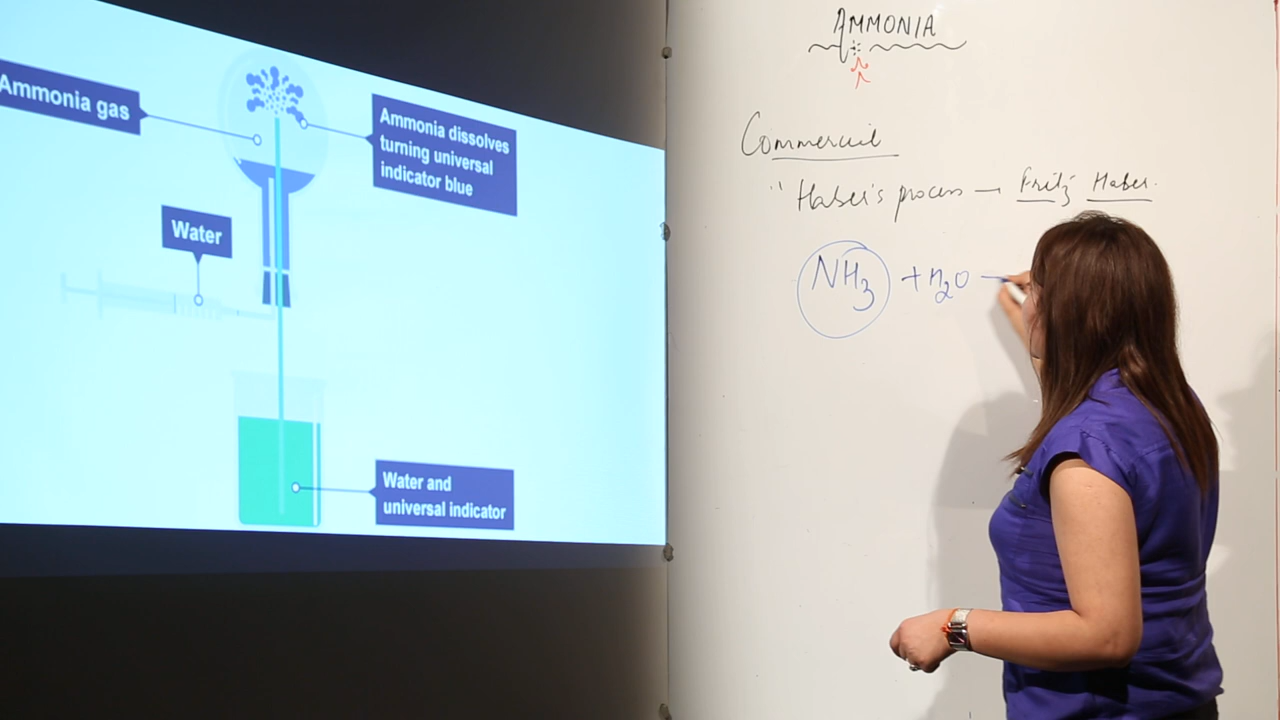 Ammonia gas
Ammonia dissolves
turning universal
indicator blue
Water
Water and
universal indicator
AMMONIA
Commercial
" Haber's process → Fritz Haber.
NH₃ + H₂O —